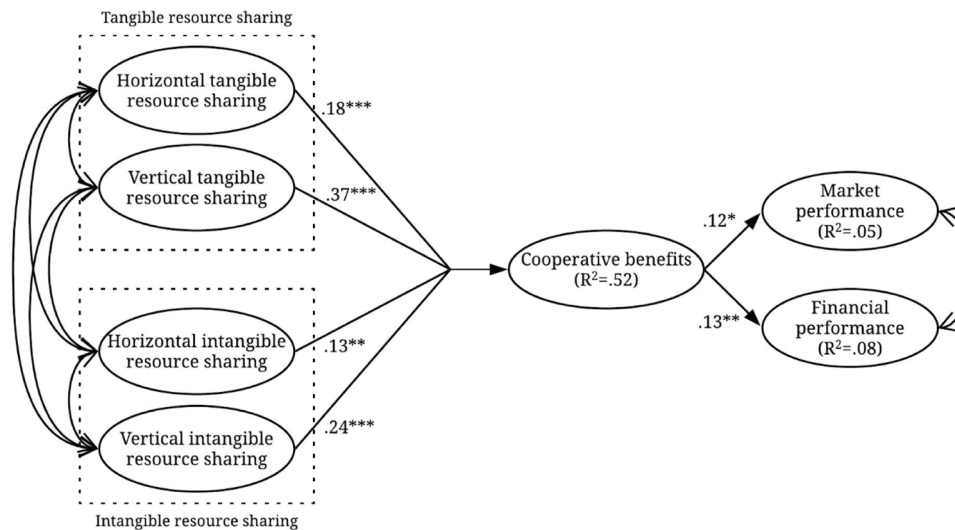 Tangible resource sharing
Horizontal tangible
resource sharing
.18***
Vertical tangible
resource sharing
.37***
Horizontal intangible
resource sharing
.13**
Vertical intangible
resource sharing
.24***
Intangible resource sharing
Cooperative benefits
(R²=.52)
.12*
Market
performance
(R²=.05)
.13**
Financial
performance
(R²=.08)